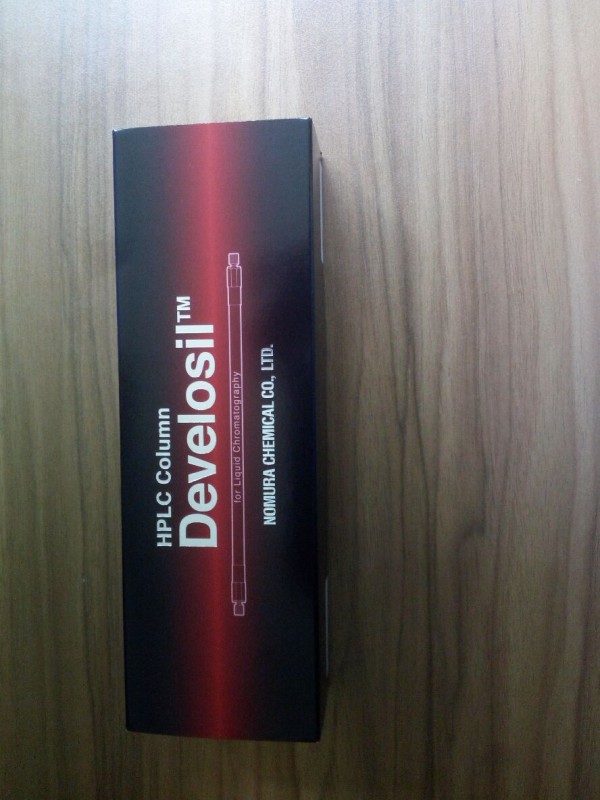 HPLC Column
Develosil™
for Liquid Chromatography
NOMURA CHEMICAL CO., LTD.